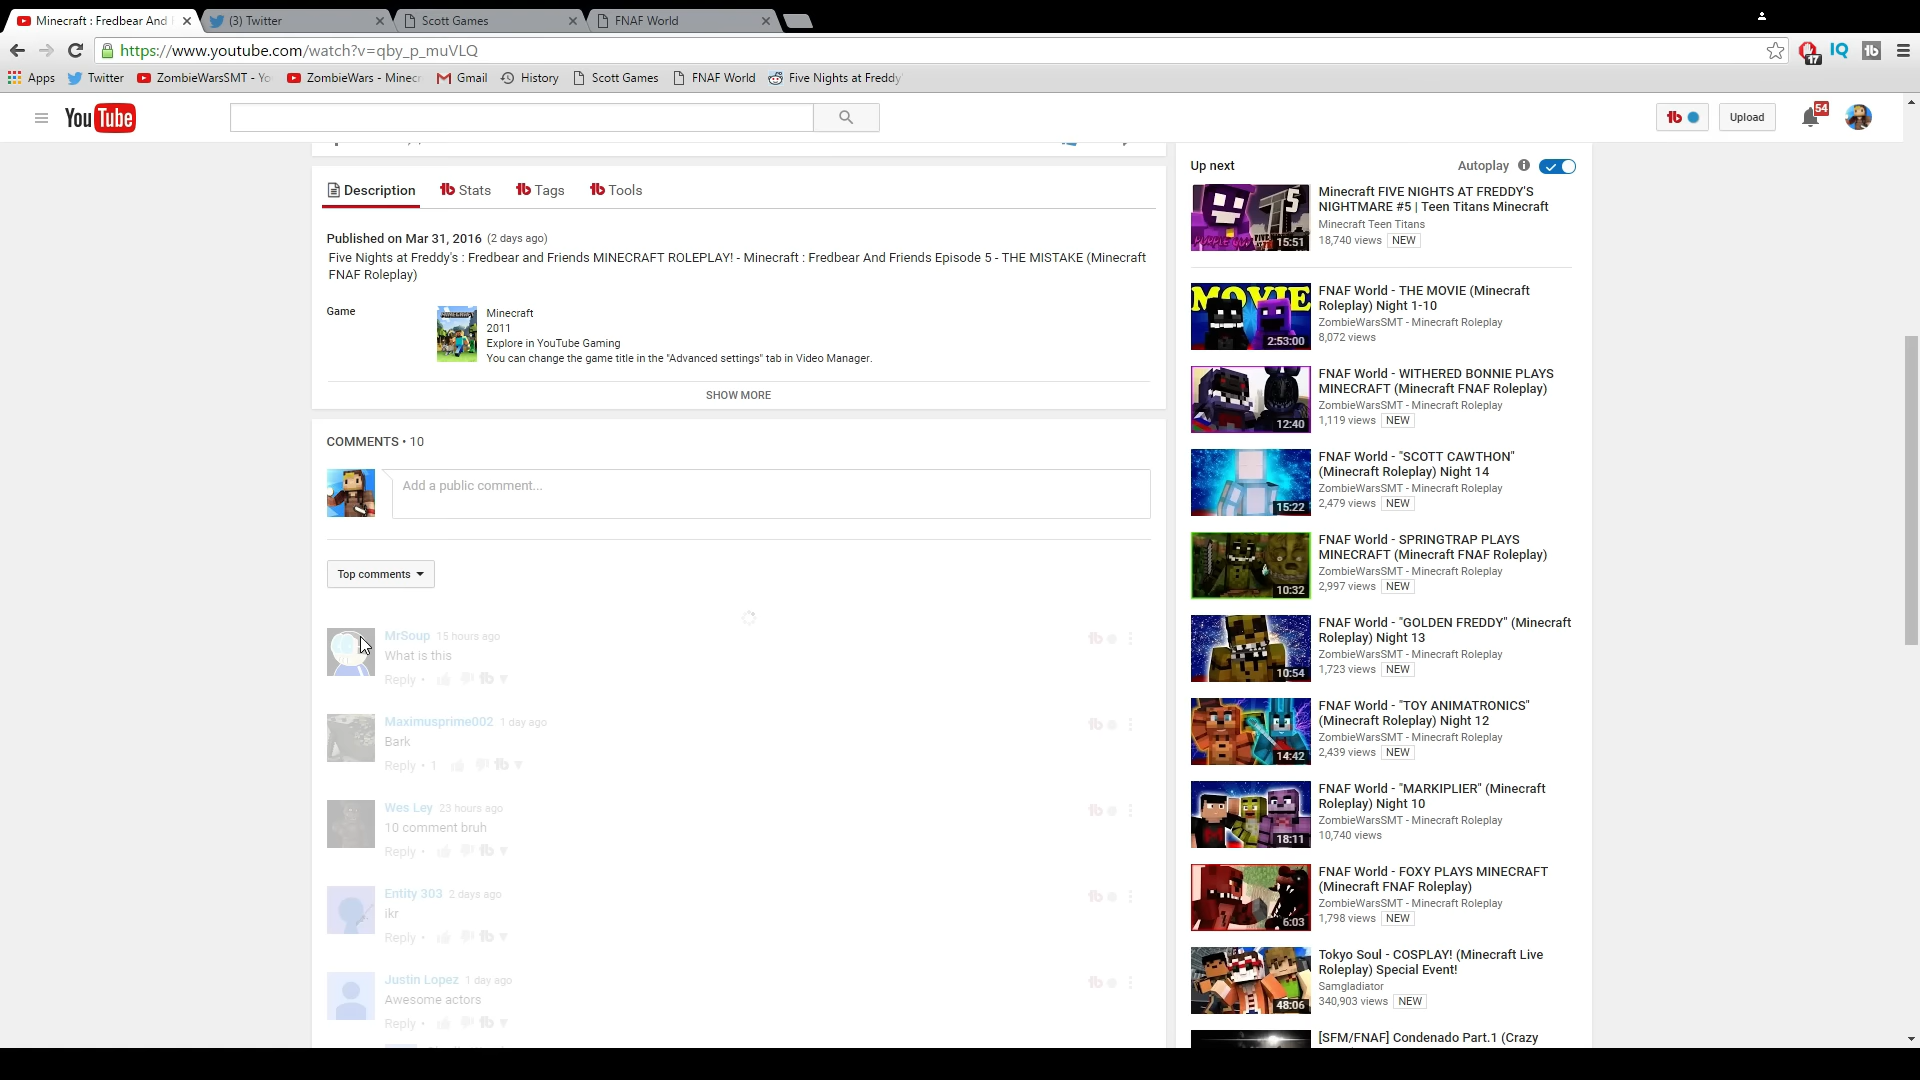 Minecraft : Fredbear And
(3) Twitter
Scott Games
FNAF World
https://www.youtube.com/watch?v=qby_p_muVLQ
17
IQ
tb
Apps
Twitter
ZombieWarsSMT - Yo
ZombieWars - Minec
Gmail
History
Scott Games
FNAF World
Five Nights at Freddy
YouTube
tb
Upload
54
Description
tb Stats
tb Tags
tb Tools
Published on Mar 31, 2016 (2 days ago)
Five Nights at Freddy's : Fredbear and Friends MINECRAFT ROLEPLAY! - Minecraft : Fredbear And Friends Episode 5 - THE MISTAKE (Minecraft
FNAF Roleplay)
Game
Minecraft
2011
Explore in YouTube Gaming
You can change the game title in the "Advanced settings" tab in Video Manager.
SHOW MORE
COMMENTS • 10
Add a public comment...
Top comments
MrSoup 15 hours ago
What is this
Reply •
Maximusprime002 1 day ago
Bark
Reply • 1
Wes Ley 23 hours ago
10 comment bruh
Reply •
Entity 303 2 days ago
ikr
Reply •
Justin Lopez 1 day ago
Awesome actors
Reply •
Up next
Autoplay
5
15:51
Minecraft FIVE NIGHTS AT FREDDY'S
NIGHTMARE #5 | Teen Titans Minecraft
Minecraft Teen Titans
18,740 views NEW
MOVIE
2:53:00
FNAF World - THE MOVIE (Minecraft
Roleplay) Night 1-10
ZombieWarsSMT - Minecraft Roleplay
8,072 views
12:40
FNAF World - WITHERED BONNIE PLAYS
MINECRAFT (Minecraft FNAF Roleplay)
ZombieWarsSMT - Minecraft Roleplay
1,119 views NEW
15:22
FNAF World - "SCOTT CAWTHON"
(Minecraft Roleplay) Night 14
ZombieWarsSMT - Minecraft Roleplay
2,479 views NEW
10:32
FNAF World - SPRINGTRAP PLAYS
MINECRAFT (Minecraft FNAF Roleplay)
ZombieWarsSMT - Minecraft Roleplay
2,997 views NEW
10:54
FNAF World - "GOLDEN FREDDY" (Minecraft
Roleplay) Night 13
ZombieWarsSMT - Minecraft Roleplay
1,723 views NEW
14:42
FNAF World - "TOY ANIMATRONICS"
(Minecraft Roleplay) Night 12
ZombieWarsSMT - Minecraft Roleplay
2,439 views NEW
18:11
FNAF World - "MARKIPLIER" (Minecraft
Roleplay) Night 10
ZombieWarsSMT - Minecraft Roleplay
10,740 views
6:03
FNAF World - FOXY PLAYS MINECRAFT
(Minecraft FNAF Roleplay)
ZombieWarsSMT - Minecraft Roleplay
1,798 views NEW
48:06
Tokyo Soul - COSPLAY! (Minecraft Live
Roleplay) Special Event!
Samgladiator
340,903 views NEW
[SFM/FNAF] Condenado Part.1 (Crazy